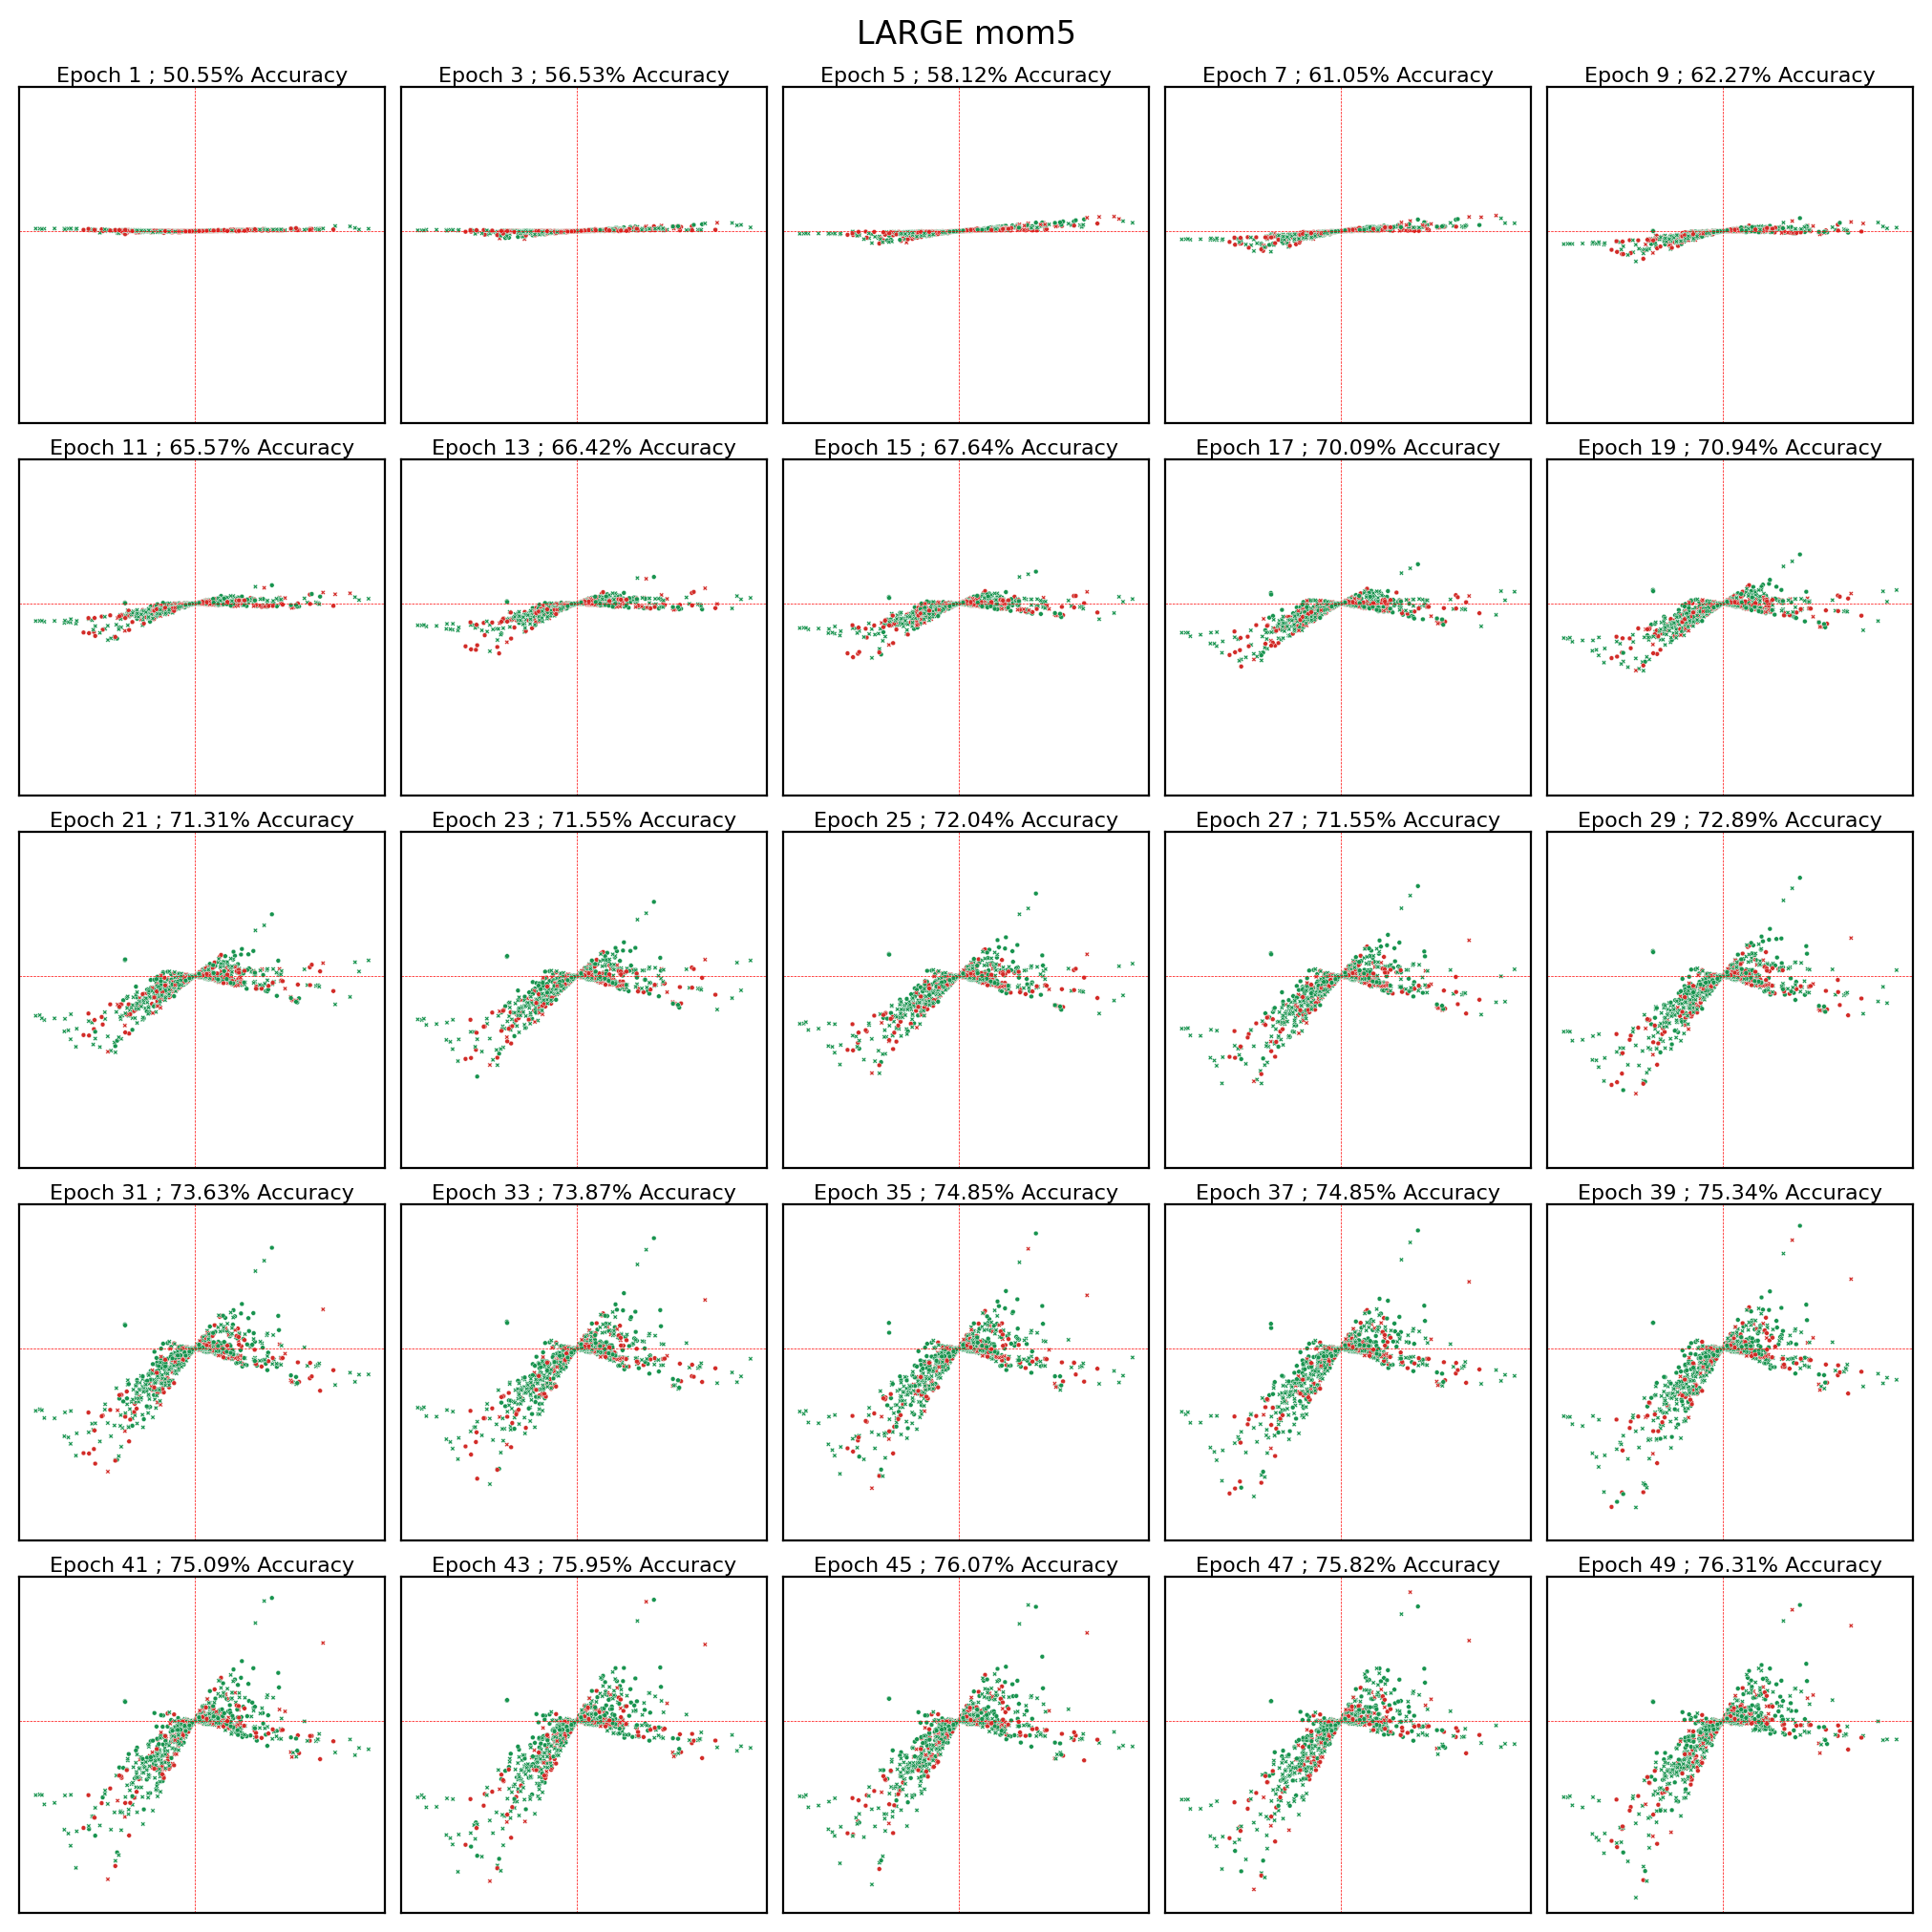 LARGE mom5
Epoch 1 ; 50.55% Accuracy
Epoch 3 ; 56.53% Accuracy
Epoch 5 ; 58.12% Accuracy
Epoch 7 ; 61.05% Accuracy
Epoch 9 ; 62.27% Accuracy
Epoch 11 ; 65.57% Accuracy
Epoch 13 ; 66.42% Accuracy
Epoch 15 ; 67.64% Accuracy
Epoch 17 ; 70.09% Accuracy
Epoch 19 ; 70.94% Accuracy
Epoch 21 ; 71.31% Accuracy
Epoch 23 ; 71.55% Accuracy
Epoch 25 ; 72.04% Accuracy
Epoch 27 ; 71.55% Accuracy
Epoch 29 ; 72.89% Accuracy
Epoch 31 ; 73.63% Accuracy
Epoch 33 ; 73.87% Accuracy
Epoch 35 ; 74.85% Accuracy
Epoch 37 ; 74.85% Accuracy
Epoch 39 ; 75.34% Accuracy
Epoch 41 ; 75.09% Accuracy
Epoch 43 ; 75.95% Accuracy
Epoch 45 ; 76.07% Accuracy
Epoch 47 ; 75.82% Accuracy
Epoch 49 ; 76.31% Accuracy